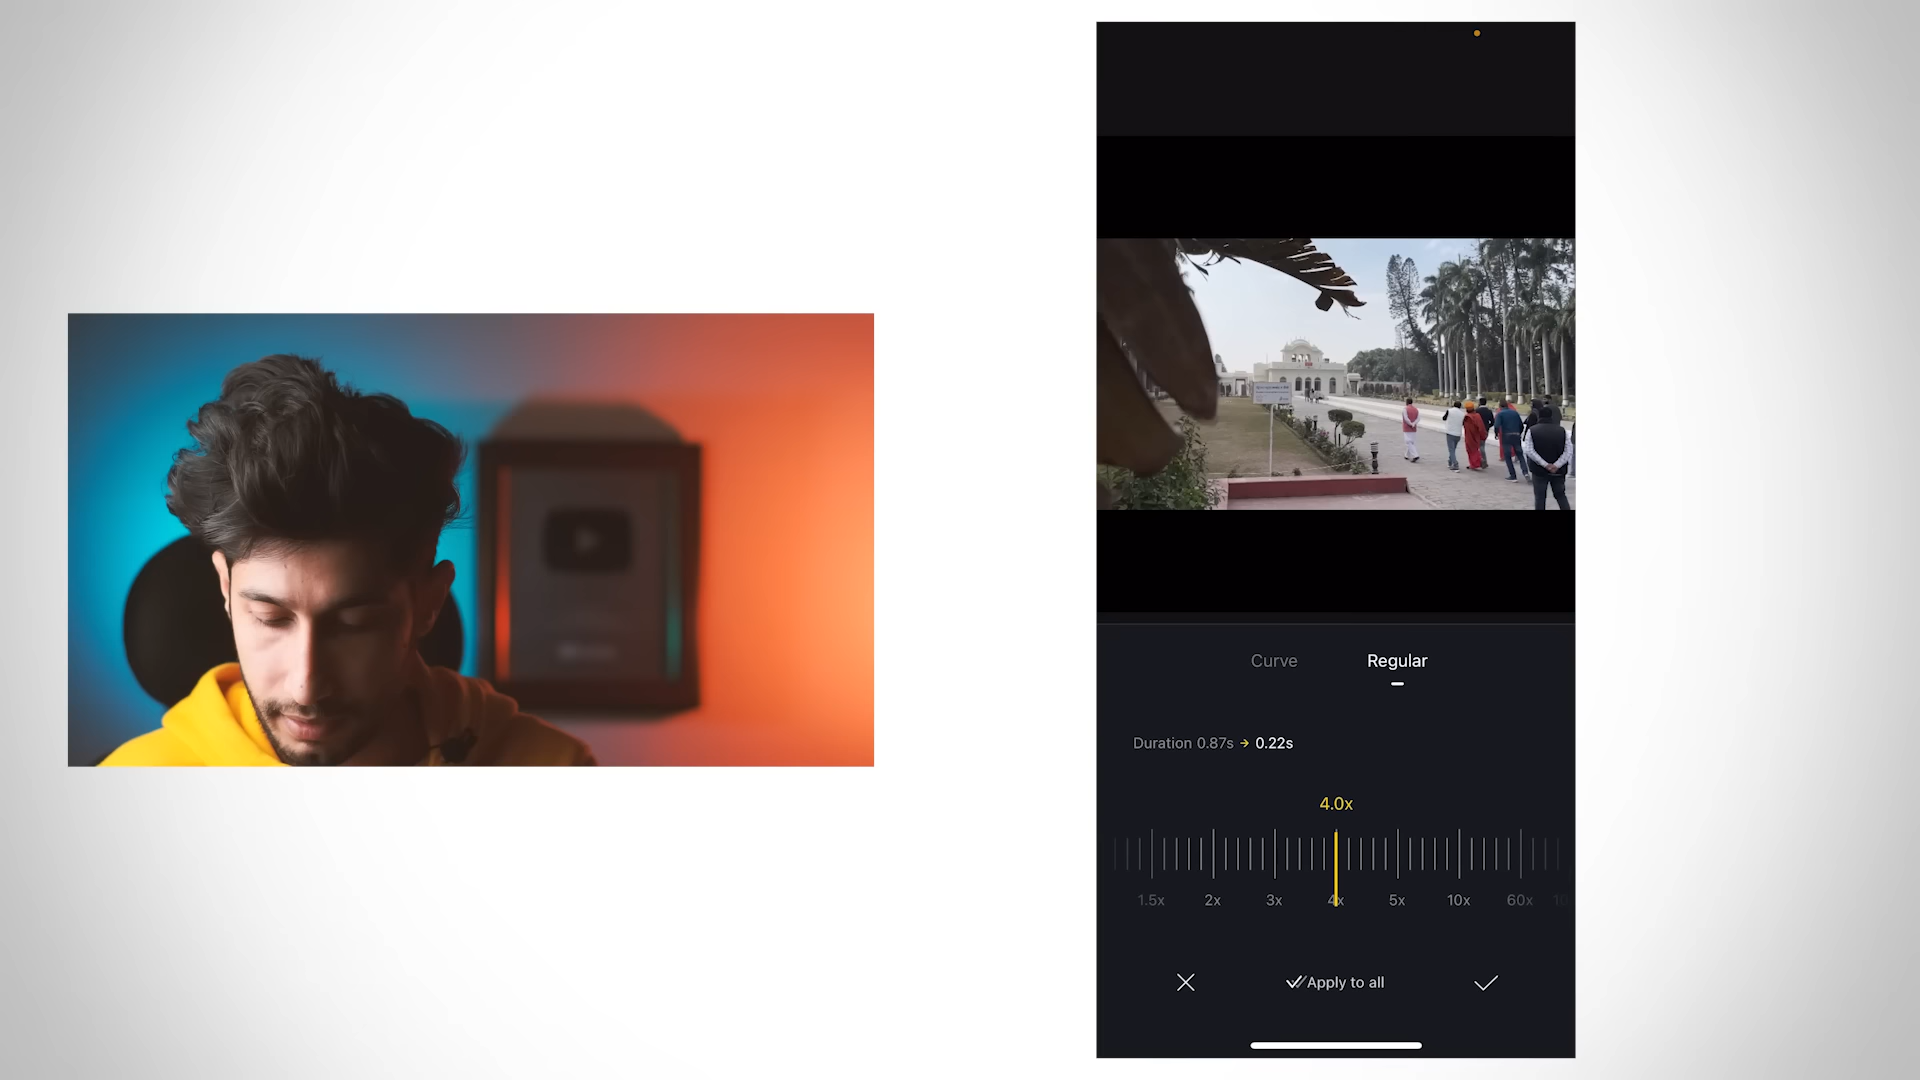 Curve Regular
Duration 0.87s → 0.22s
4.0x
1.5x 2x 3x 4x 5x 10x 60x
Apply to all